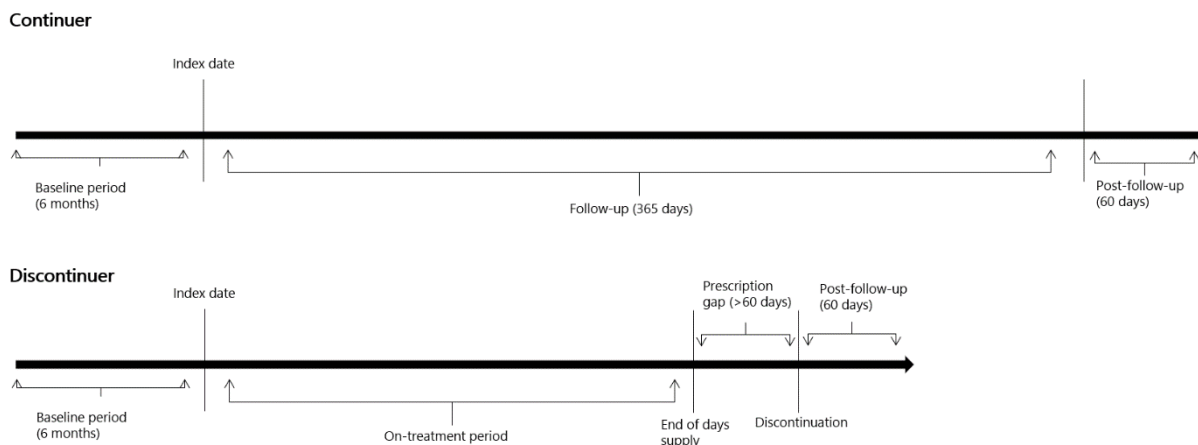 Continuer
Index date
Baseline period
(6 months)
Follow-up (365 days)
Post-follow-up
(60 days)
Discontinuer
Index date
Prescription
gap (>60 days)
Post-follow-up
(60 days)
Baseline period
(6 months)
On-treatment period
End of days
supply
Discontinuation